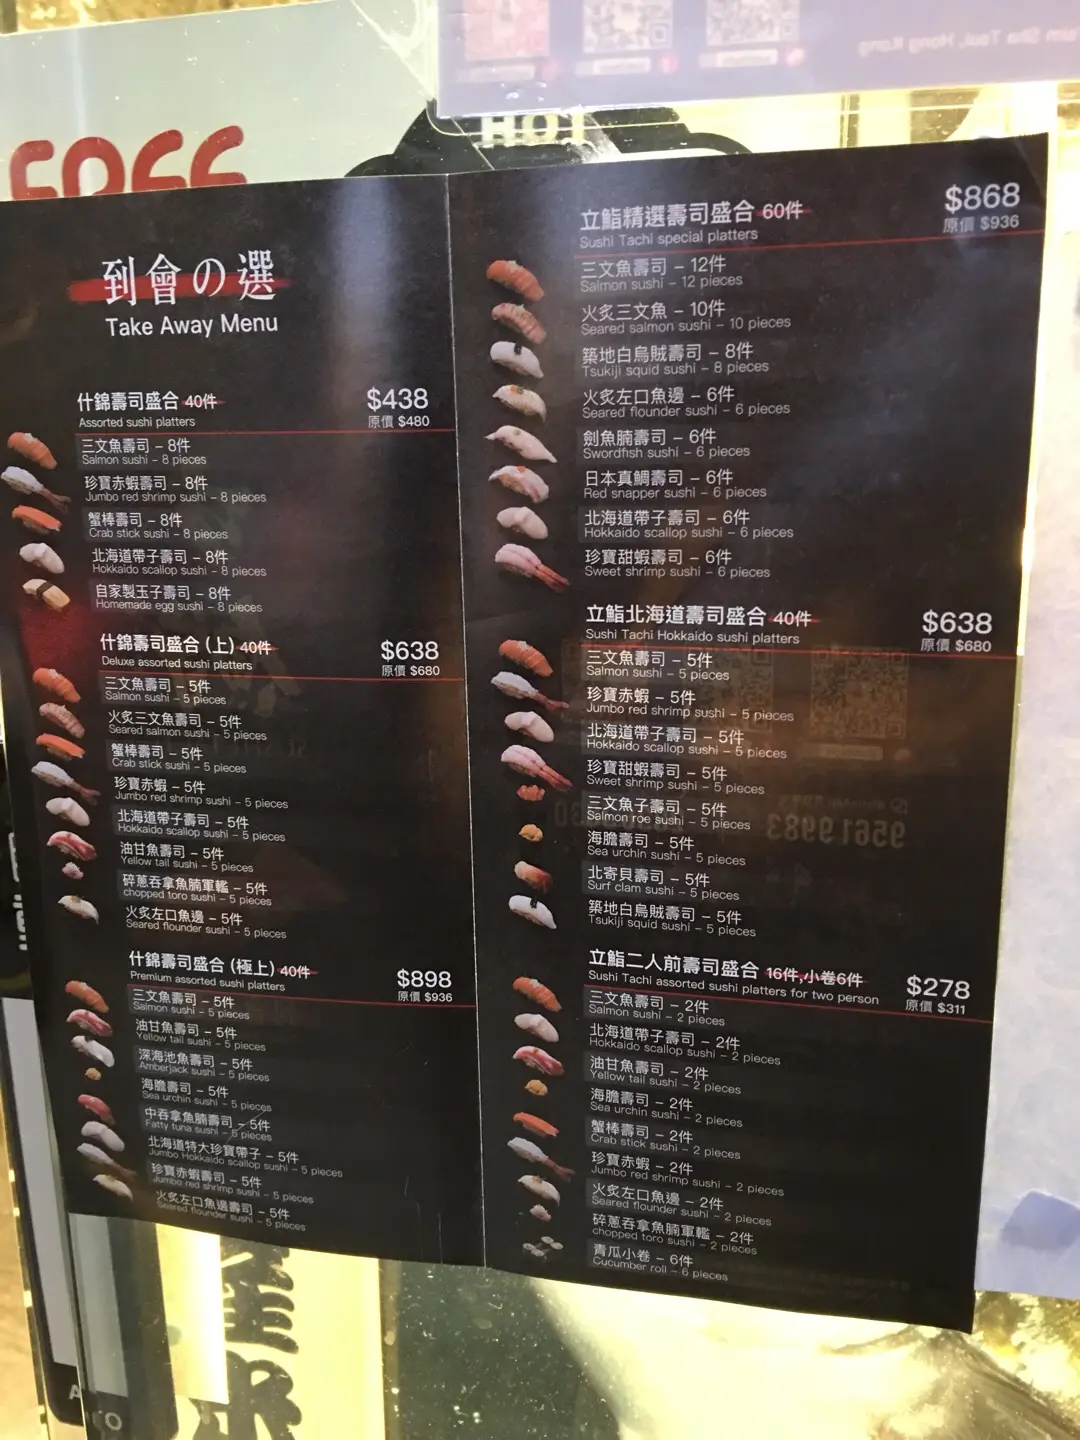 FREE
HOT
um Sha Tsui, Hong Kong
到會の選
Take Away Menu
什錦壽司盛合 40件
Assorted sushi platters
$438
原價 $480
三文魚壽司 – 8件
Salmon sushi – 8 pieces
珍寶赤蝦壽司 – 8件
Jumbo red shrimp sushi – 8 pieces
蟹棒壽司 – 8件
Crab stick sushi – 8 pieces
北海道帶子壽司 – 8件
Hokkaido scallop sushi – 8 pieces
自家製玉子壽司 – 8件
Homemade egg sushi – 8 pieces
什錦壽司盛合 (上) 40件
Deluxe assorted sushi platters
$638
原價 $680
三文魚壽司 – 5件
Salmon sushi – 5 pieces
火炙三文魚壽司 – 5件
Seared salmon sushi – 5 pieces
蟹棒壽司 – 5件
Crab stick sushi – 5 pieces
珍寶赤蝦 – 5件
Jumbo red shrimp sushi – 5 pieces
北海道帶子壽司 – 5件
Hokkaido scallop sushi – 5 pieces
油甘魚壽司 – 5件
Yellow tail sushi – 5 pieces
碎蔥吞拿魚腩軍艦 – 5件
chopped toro sushi – 5 pieces
火炙左口魚邊 – 5件
Seared flounder sushi – 5 pieces
什錦壽司盛合 (極上) 40件
Premium assorted sushi platters
$898
原價 $936
三文魚壽司 – 5件
Salmon sushi – 5 pieces
油甘魚壽司 – 5件
Yellow tail sushi – 5 pieces
深海池魚壽司 – 5件
Amberjack sushi – 5 pieces
海膽壽司 – 5件
Sea urchin sushi – 5 pieces
中吞拿魚腩壽司 – 5件
Fatty tuna sushi – 5 pieces
北海道特大珍寶帶子 – 5件
Jumbo Hokkaido scallop sushi – 5 pieces
珍寶赤蝦壽司 – 5件
Jumbo red shrimp sushi – 5 pieces
火炙左口魚邊壽司 – 5件
Seared flounder sushi – 5 pieces
立鮨精選壽司盛合 60件
Sushi Tachi special platters
$868
原價 $936
三文魚壽司 – 12件
Salmon sushi – 12 pieces
火炙三文魚 – 10件
Seared salmon sushi – 10 pieces
築地白烏賊壽司 – 8件
Tsukiji squid sushi – 8 pieces
火炙左口魚邊 – 6件
Seared flounder sushi – 6 pieces
劍魚腩壽司 – 6件
Swordfish sushi – 6 pieces
日本真鯛壽司 – 6件
Red snapper sushi – 6 pieces
北海道帶子壽司 – 6件
Hokkaido scallop sushi – 6 pieces
珍寶甜蝦壽司 – 6件
Sweet shrimp sushi – 6 pieces
立鮨北海道壽司盛合 40件
Sushi Tachi Hokkaido sushi platters
$638
原價 $680
三文魚壽司 – 5件
Salmon sushi – 5 pieces
珍寶赤蝦 – 5件
Jumbo red shrimp sushi – 5 pieces
北海道帶子壽司 – 5件
Hokkaido scallop sushi – 5 pieces
珍寶甜蝦壽司 – 5件
Sweet shrimp sushi – 5 pieces
三文魚子壽司 – 5件
Salmon roe sushi – 5 pieces
海膽壽司 – 5件
Sea urchin sushi – 5 pieces
北寄貝壽司 – 5件
Surf clam sushi – 5 pieces
築地白烏賊壽司 – 5件
Tsukiji squid sushi – 5 pieces
9561 9983
立鮨二人前壽司盛合 16件,小卷6件
Sushi Tachi assorted sushi platters for two person
$278
原價 $311
三文魚壽司 – 2件
Salmon sushi – 2 pieces
北海道帶子壽司 – 2件
Hokkaido scallop sushi – 2 pieces
油甘魚壽司 – 2件
Yellow tail sushi – 2 pieces
海膽壽司 – 2件
Sea urchin sushi – 2 pieces
蟹棒壽司 – 2件
Crab stick sushi – 2 pieces
珍寶赤蝦 – 2件
Jumbo red shrimp sushi – 2 pieces
火炙左口魚邊 – 2件
Seared flounder sushi – 2 pieces
碎蔥吞拿魚腩軍艦 – 2件
chopped toro sushi – 2 pieces
青瓜小卷 – 6件
Cucumber roll – 6 pieces